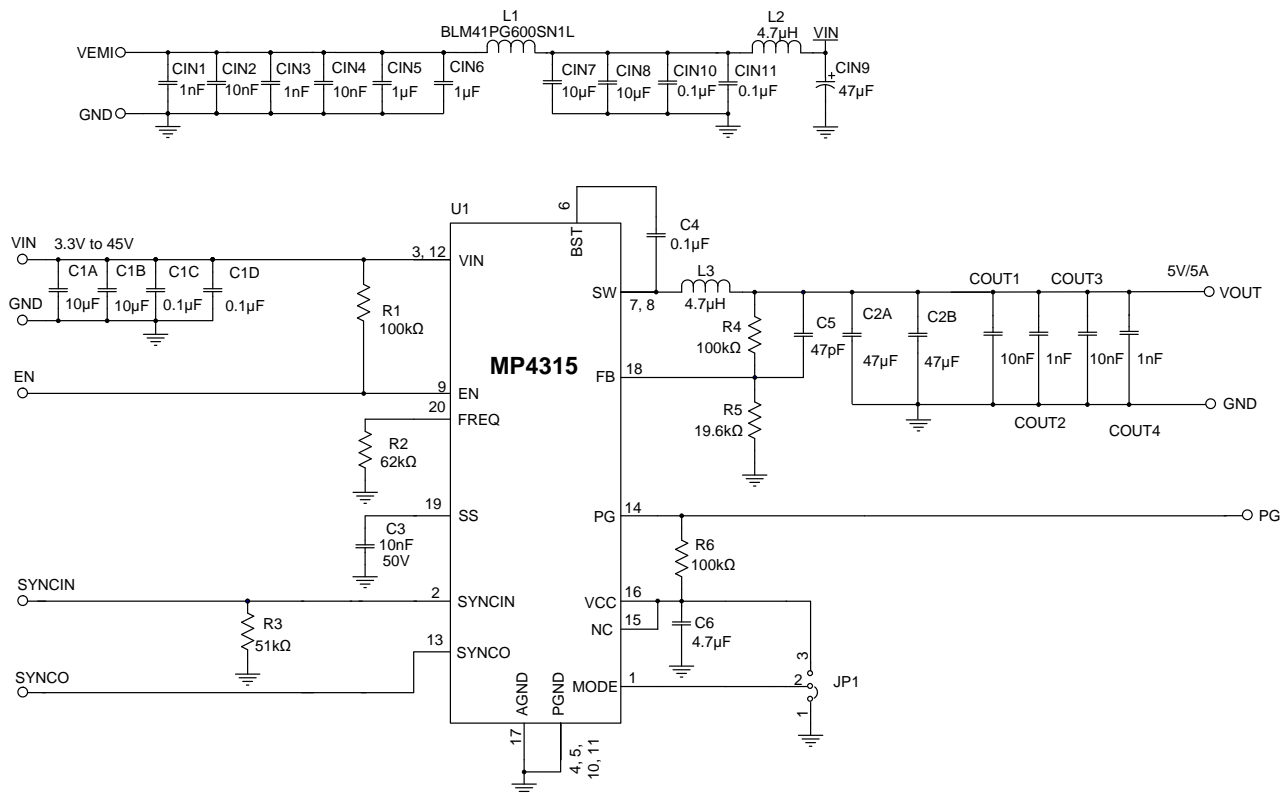 L1
BLM41PG600SN1L
L2
4.7µH
VIN
VEMI
CIN1
1nF
CIN2
10nF
CIN3
1nF
CIN4
10nF
CIN5
1µF
CIN6
1µF
CIN7
10µF
CIN8
10µF
CIN10
0.1µF
CIN11
0.1µF
CIN9
+
47µF
GND
U1
6
BST
C4
0.1µF
VIN
3.3V to 45V
3, 12
VIN
C1A
10µF
C1B
10µF
C1C
0.1µF
C1D
0.1µF
GND
R1
100kΩ
SW
7, 8
L3
4.7µH
COUT1
COUT3
5V/5A
VOUT
R4
100kΩ
C5
47pF
C2A
47µF
C2B
47µF
10nF
1nF
10nF
1nF
MP4315
FB
18
EN
9
EN
20
FREQ
R5
19.6kΩ
GND
COUT2
COUT4
R2
62kΩ
19
SS
C3
10nF
50V
PG
14
PG
R6
100kΩ
SYNCIN
2
SYNCIN
R3
51kΩ
VCC
16
NC
15
C6
4.7µF
13
SYNCO
SYNCO
MODE
1
3
2
1
JP1
AGND
PGND
17
4, 5,
10, 11